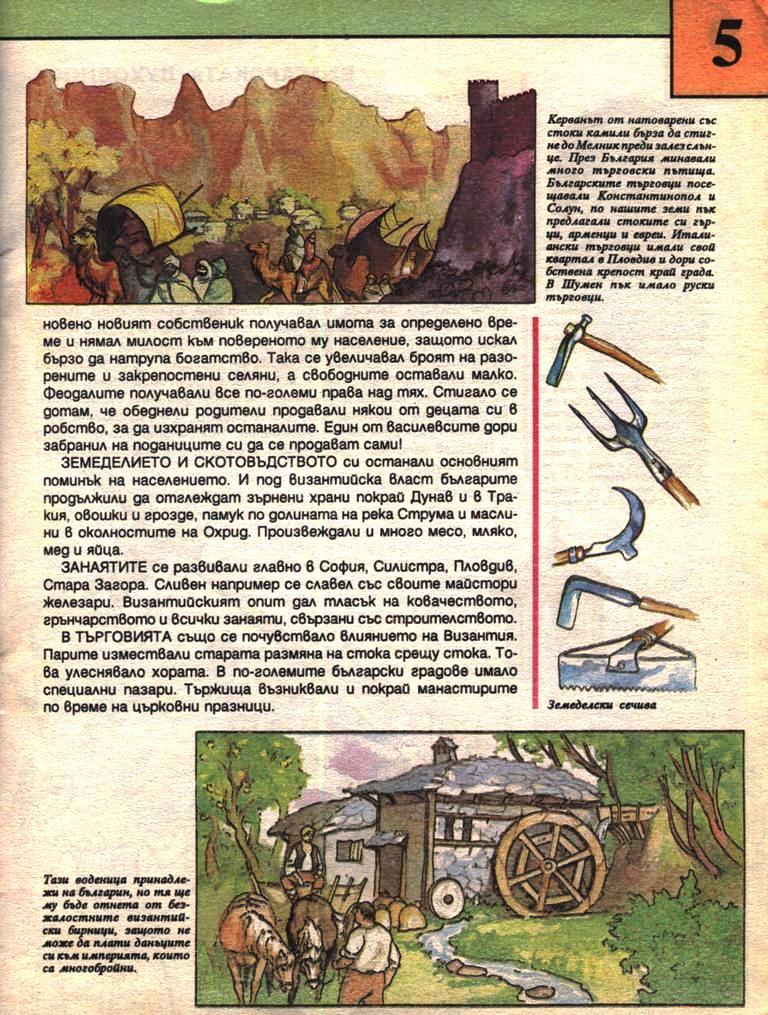 5
Керванът от натоварени със
стоки камили бърза да стиг-
не до Мелник преди залез слън-
це. През България минавали
много търговски пътища.
Българските търговци посе-
щавали Константинопол и
Солун, по нашите земи пък
предлагали стоките си гър-
ци, арменци и евреи. Итали-
ански търговци имали свой
квартал в Пловдив и дори соб-
ствена крепост край града.
В Шумен пък имало руски
търговци.
новено новият собственик получавал имота за определено вре-
ме и нямал милост към повереното му население, защото искал
бързо да натрупа богатство. Така се увеличавал броят на разо-
рените и закрепостени селяни, а свободните оставали малко.
Феодалите получавали все по-големи права над тях. Стигало се
дотам, че обеднели родители продавали някои от децата си в
робство, за да изхранят останалите. Един от василевсите дори
забранил на поданиците си да се продават сами!
ЗЕМЕДЕЛИЕТО И СКОТОВЪДСТВОТО си останали основният
поминък на населението. И под византийска власт българите
продължили да отглеждат зърнени храни покрай Дунав и в Тра-
кия, овошки и грозде, памук по долината на река Струма и масли-
ни в околностите на Охрид. Произвеждали и много месо, мляко,
мед и яйца.
ЗАНАЯТИТЕ се развивали главно в София, Силистра, Пловдив,
Стара Загора. Сливен например се славел със своите майстори
железари. Византийският опит дал тласък на ковачеството,
грънчарството и всички занаяти, свързани със строителството.
В ТЪРГОВИЯТА също се почувствало влиянието на Византия.
Парите измествали старата размяна на стока срещу стока. То-
ва улеснявало хората. В по-големите български градове имало
специални пазари. Тържища възниквали и покрай манастирите
по време на църковни празници.
Земеделски сечива
Тази воденица принадле-
жи на българин, но тя ще
му бъде отнета от без-
жалостните византий-
ски бирници, защото не
може да плати данъците
си към империята, които
са многобройни.